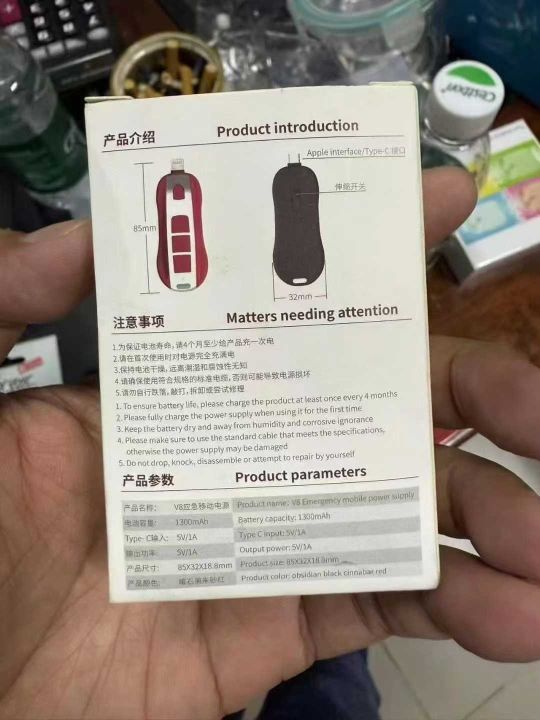 Cestbon
产品介绍 Product introduction
Apple interface/Type-C 接口
伸缩开关
85mm
32mm
注意事项 Matters needing attention
1.为保证电池寿命,请4个月至少给产品充一次电
2.请在首次使用时对电源完全充满电
3.保持电池干燥,远高潮湿和腐蚀性无知
4.请确保使用符合规格的标准电缆,否则可能导致电源损坏
5.请勿自行跌落,敲打,拆卸或尝试修理
1. To ensure battery life, please charge the product at least once every 4 months
2. Please fully charge the power supply when using it for the first time
3. Keep the battery dry and away from humidity and corrosive ignorance
4. Please make sure to use the standard cable that meets the specifications,
otherwise the power supply may be damaged
5. Do not drop, knock, disassemble or attempt to repair by yourself
产品参数 Product parameters
产品名称: V8应急移动电源 Product name: V8 Emergency mobile power supply
电池容量: 1300mAh Battery capacity: 1300mAh
Type- C输入: 5V/1A Type C input: 5V/1A
输出功率: 5V/1A Output power: 5V/1A
产品尺寸: 85X32X18.8mm Product size: 85X32X18.8mm
产品颜色: 曜石黑朱砂红 Product color: obsidian black cinnabar red